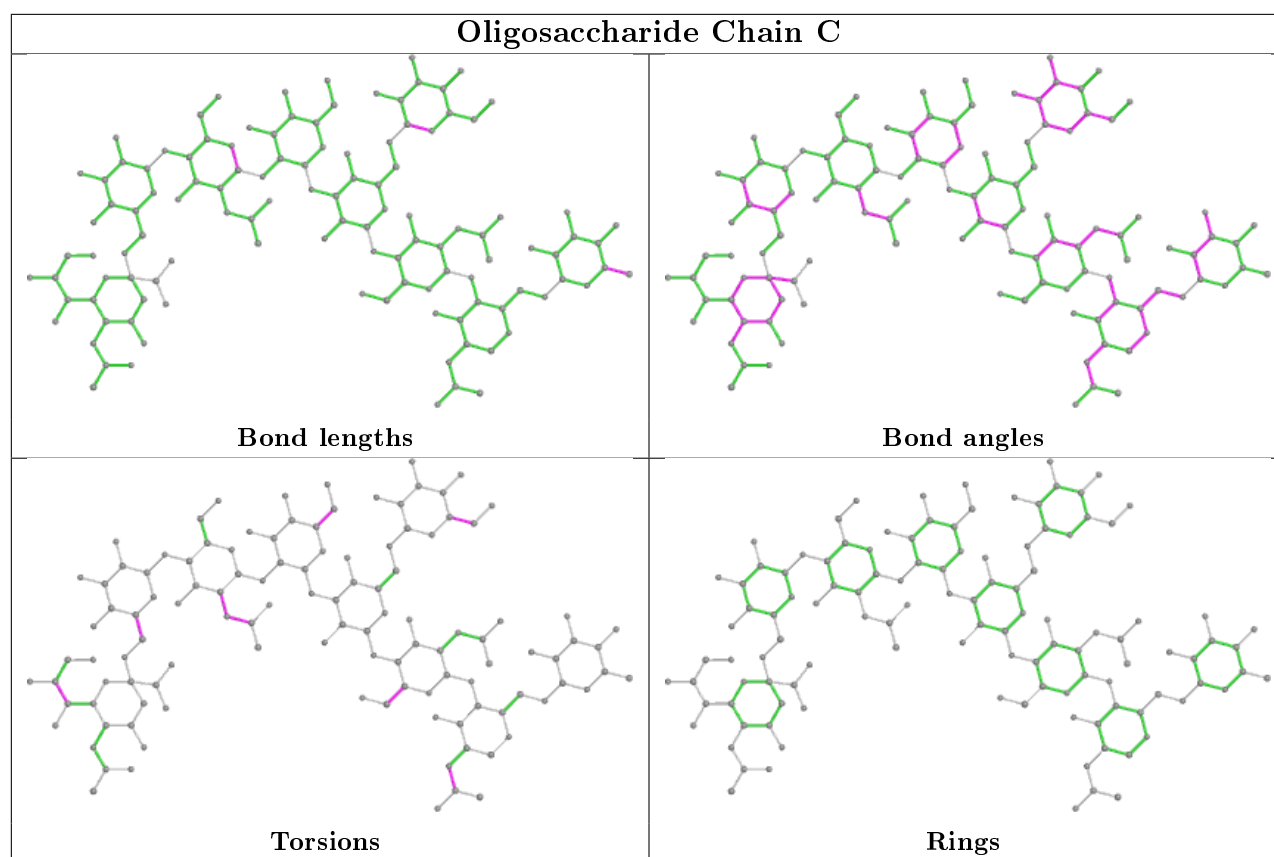 Oligosaccharide Chain C
Bond lengths
Bond angles
Torsions
Rings